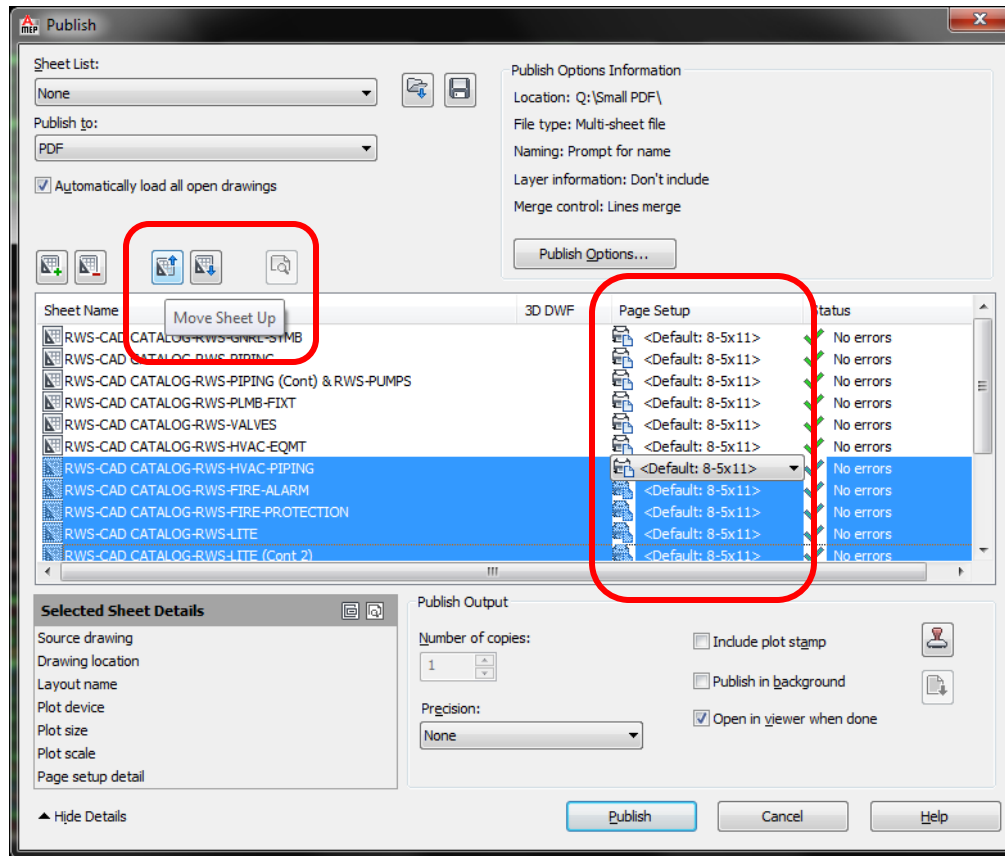 A MEP Publish
Sheet List:
None
Publish to:
PDF
Automatically load all open drawings
Publish Options Information
Location: Q:\Small PDF\
File type: Multi-sheet file
Naming: Prompt for name
Layer information: Don't include
Merge control: Lines merge
Publish Options...
Move Sheet Up
Sheet Name 3D DWF Page Setup Status
RWS-CAD CATALOG-RWS-GNRL-SYMB <Default: 8-5x11> No errors
RWS-CAD CATALOG-RWS-PIPING <Default: 8-5x11> No errors
RWS-CAD CATALOG-RWS-PIPING (Cont) & RWS-PUMPS <Default: 8-5x11> No errors
RWS-CAD CATALOG-RWS-PLMB-FIXT <Default: 8-5x11> No errors
RWS-CAD CATALOG-RWS-VALVES <Default: 8-5x11> No errors
RWS-CAD CATALOG-RWS-HVAC-EQMT <Default: 8-5x11> No errors
RWS-CAD CATALOG-RWS-HVAC-PIPING <Default: 8-5x11> No errors
RWS-CAD CATALOG-RWS-FIRE-ALARM <Default: 8-5x11> No errors
RWS-CAD CATALOG-RWS-FIRE-PROTECTION <Default: 8-5x11> No errors
RWS-CAD CATALOG-RWS-LITE <Default: 8-5x11> No errors
RWS-CAD CATALOG-RWS-LITE (Cont 2) <Default: 8-5x11> No errors
Selected Sheet Details
Source drawing
Drawing location
Layout name
Plot device
Plot size
Plot scale
Page setup detail
Publish Output
Number of copies:
1
Precision:
None
Include plot stamp
Publish in background
Open in viewer when done
Hide Details
Publish
Cancel
Help